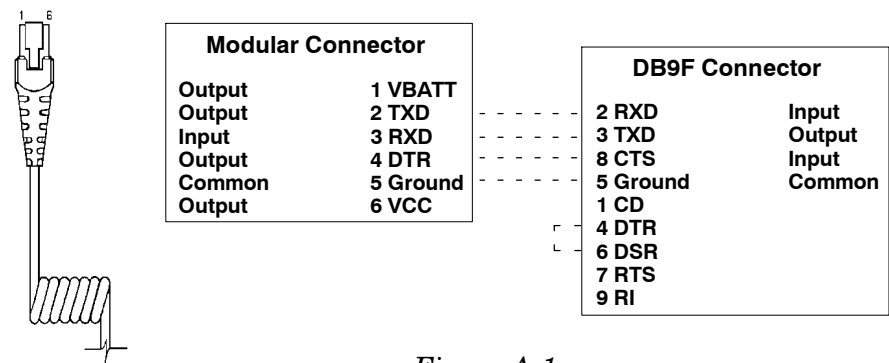 1 6
Modular Connector
Output 1 VBATT
Output 2 TXD
Input 3 RXD
Output 4 DTR
Common 5 Ground
Output 6 VCC
DB9F Connector
2 RXD Input
3 TXD Output
8 CTS Input
5 Ground Common
1 CD
4 DTR
6 DSR
7 RTS
9 RI